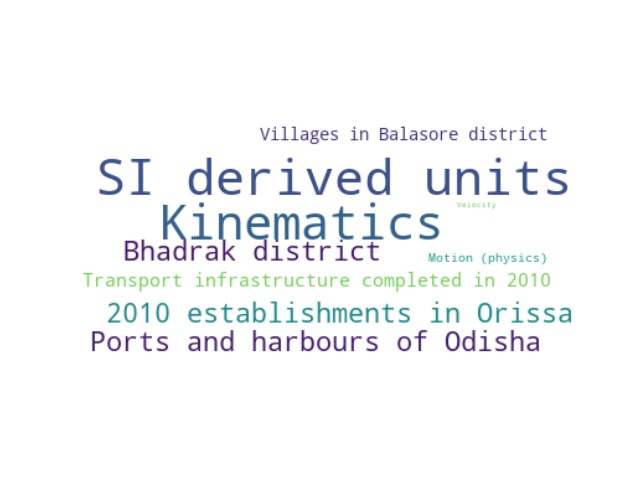 Villages in Balasore district
SI derived units
Velocity
Kinematics
Bhadrak district
Motion (physics)
Transport infrastructure completed in 2010
2010 establishments in Orissa
Ports and harbours of Odisha